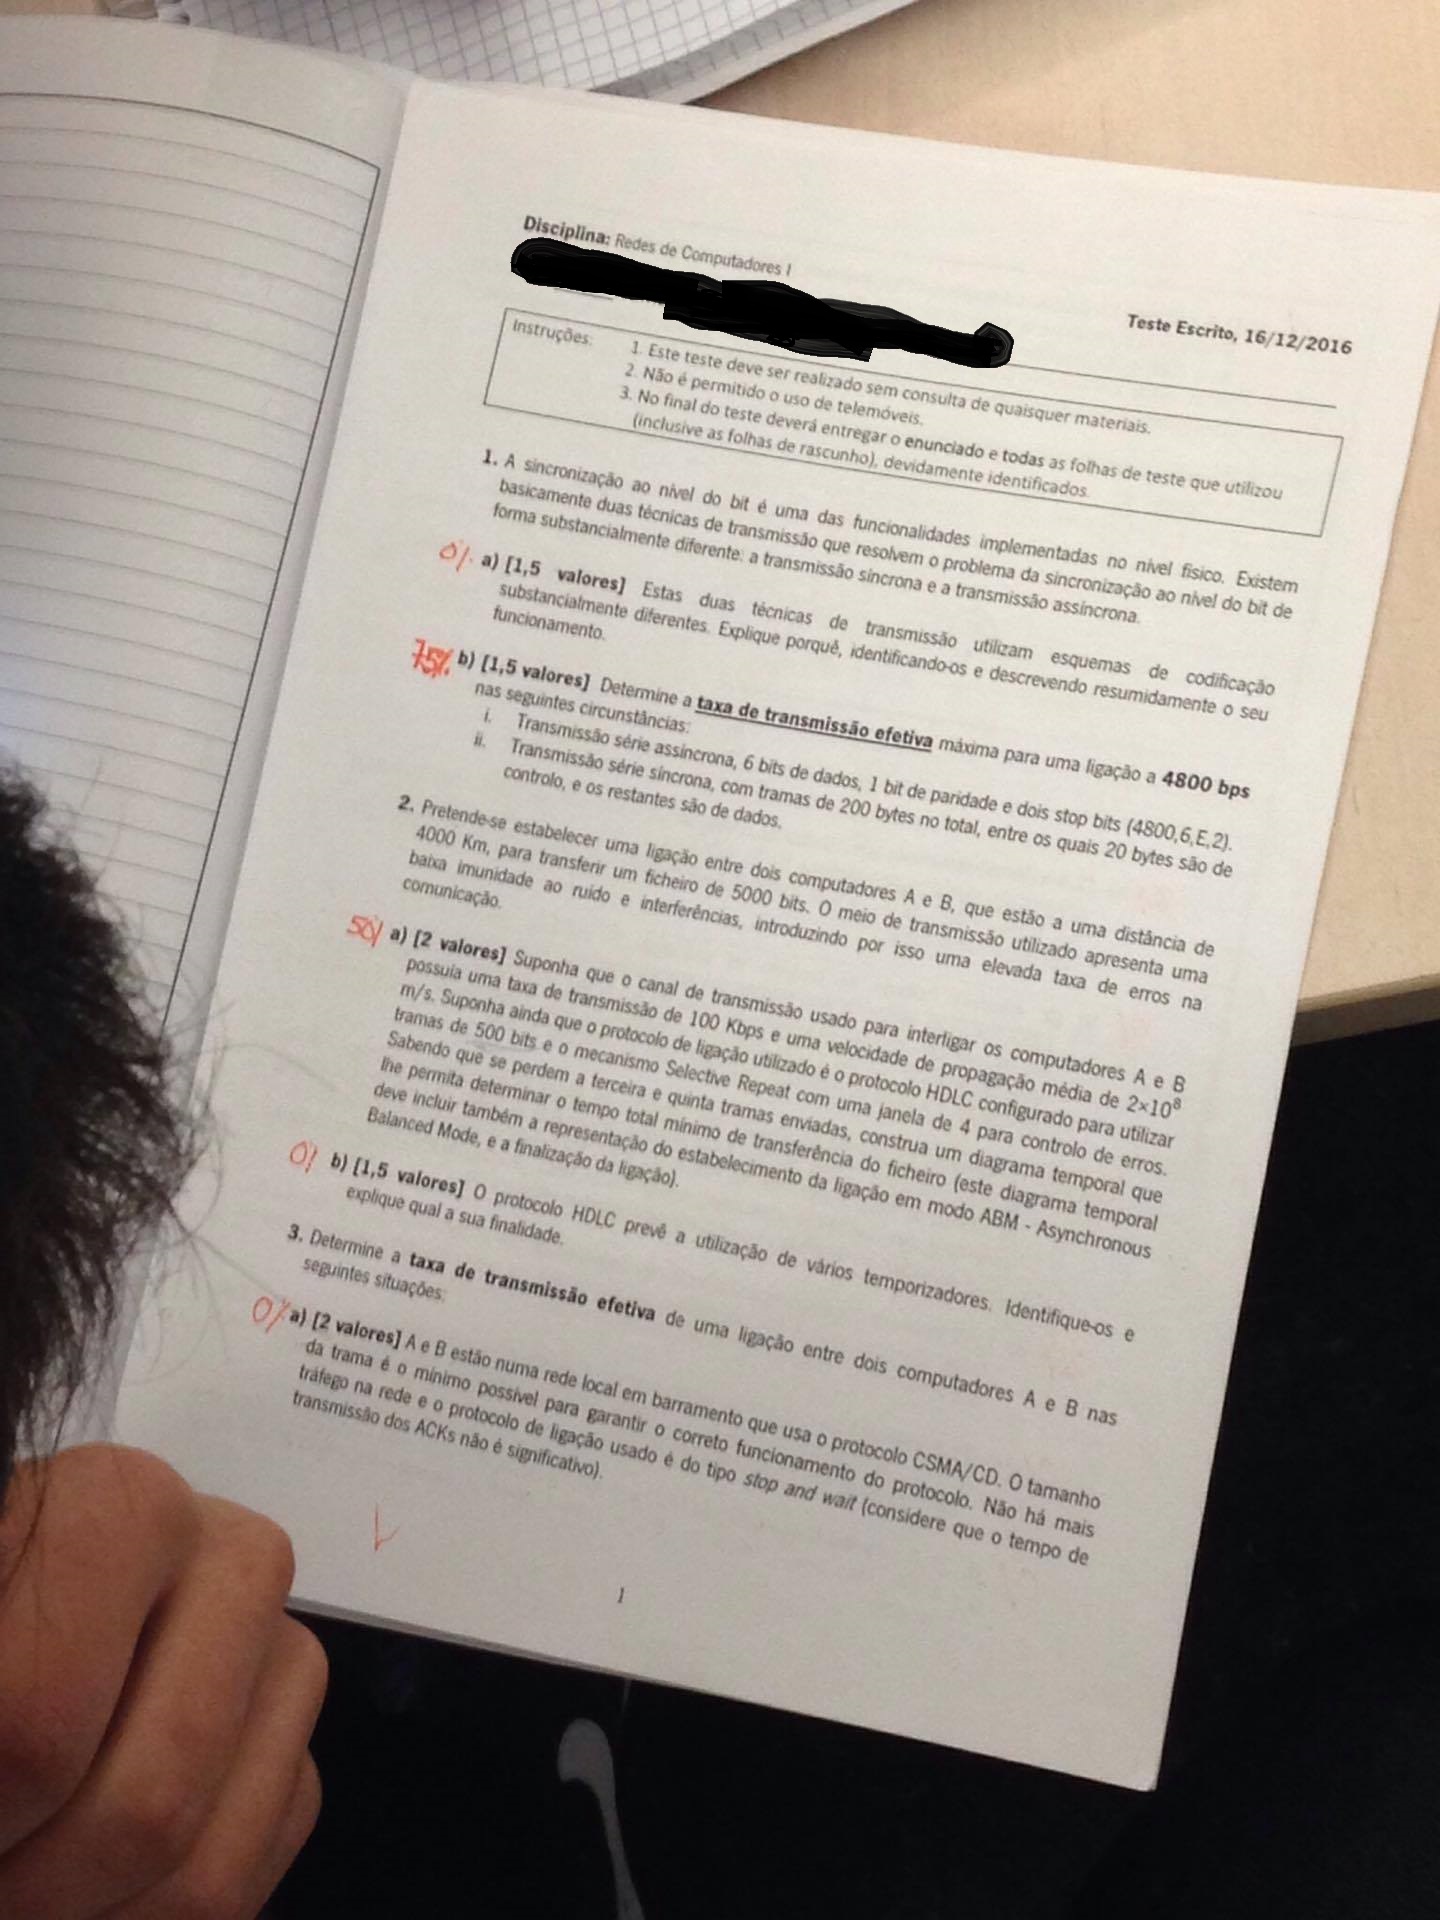 Disciplina: Redes de Computadores I
Teste Escrito, 16/12/2016
Instruções:
1. Este teste deve ser realizado sem consulta de quaisquer materiais.
2. Não é permitido o uso de telemóveis.
3. No final do teste deverá entregar o enunciado e todas as folhas de teste que utilizou
(inclusive as folhas de rascunho), devidamente identificados.
1. A sincronização ao nível do bit é uma das funcionalidades implementadas no nível físico. Existem
basicamente duas técnicas de transmissão que resolvem o problema da sincronização ao nível do bit de
forma substancialmente diferente: a transmissão síncrona e a transmissão assíncrona.
0% a) [1,5 valores] Estas duas técnicas de transmissão utilizam esquemas de codificação
substancialmente diferentes. Explique porquê, identificando-os e descrevendo resumidamente o seu
funcionamento.
75% b) [1,5 valores] Determine a taxa de transmissão efetiva máxima para uma ligação a 4800 bps
nas seguintes circunstâncias:
i. Transmissão série assíncrona, 6 bits de dados, 1 bit de paridade e dois stop bits (4800,6,E,2).
ii. Transmissão série síncrona, com tramas de 200 bytes no total, entre os quais 20 bytes são de
controlo, e os restantes são de dados.
2. Pretende-se estabelecer uma ligação entre dois computadores A e B, que estão a uma distância de
4000 Km, para transferir um ficheiro de 5000 bits. O meio de transmissão utilizado apresenta uma
baixa imunidade ao ruído e interferências, introduzindo por isso uma elevada taxa de erros na
comunicação.
50% a) [2 valores] Suponha que o canal de transmissão usado para interligar os computadores A e B
possuía uma taxa de transmissão de 100 Kbps e uma velocidade de propagação média de 2×10⁸
m/s. Suponha ainda que o protocolo de ligação utilizado é o protocolo HDLC configurado para utilizar
tramas de 500 bits e o mecanismo Selective Repeat com uma janela de 4 para controlo de erros.
Sabendo que se perdem a terceira e quinta tramas enviadas, construa um diagrama temporal que
lhe permita determinar o tempo total mínimo de transferência do ficheiro (este diagrama temporal
deve incluir também a representação do estabelecimento da ligação em modo ABM - Asynchronous
Balanced Mode, e a finalização da ligação).
0% b) [1,5 valores] O protocolo HDLC prevê a utilização de vários temporizadores. Identifique-os e
explique qual a sua finalidade.
3. Determine a taxa de transmissão efetiva de uma ligação entre dois computadores A e B nas
seguintes situações:
0% a) [2 valores] A e B estão numa rede local em barramento que usa o protocolo CSMA/CD. O tamanho
da trama é o mínimo possível para garantir o correto funcionamento do protocolo. Não há mais
tráfego na rede e o protocolo de ligação usado é do tipo stop and wait (considere que o tempo de
transmissão dos ACKs não é significativo).
1